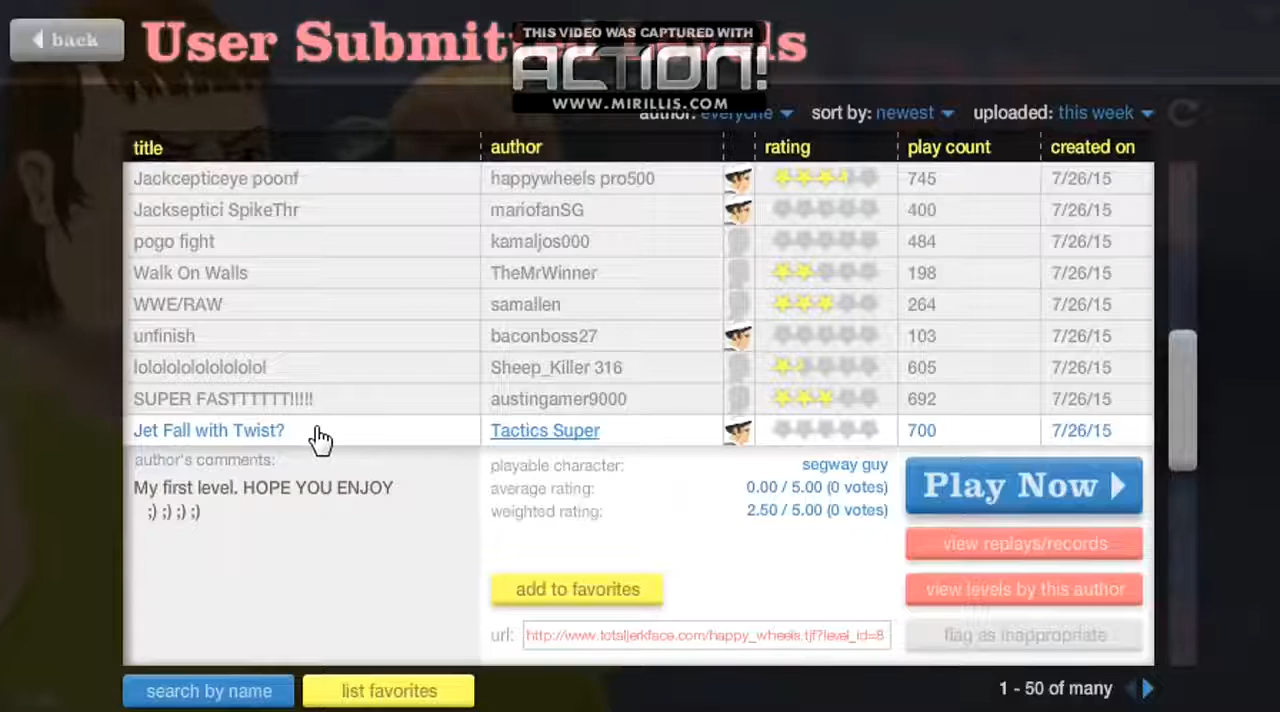 back
User Submit
THIS VIDEO WAS CAPTURED WITH
ACTION!
WWW.MIRILLIS.COM
author: everyone sort by: newest uploaded: this week
title author rating play count created on
Jackcepticeye poonf happywheels pro500 745 7/26/15
Jackseptici SpikeThr mariofanSG 400 7/26/15
pogo fight kamaljos000 484 7/26/15
Walk On Walls TheMrWinner 198 7/26/15
WWE/RAW samallen 264 7/26/15
unfinish baconboss27 103 7/26/15
lololololololololol Sheep_Killer 316 605 7/26/15
SUPER FASTTTTTT!!!!! austingamer9000 692 7/26/15
Jet Fall with Twist? Tactics Super 700 7/26/15
author's comments:
My first level. HOPE YOU ENJOY
;) ;) ;) ;)
playable character: segway guy
average rating: 0.00 / 5.00 (0 votes)
weighted rating: 2.50 / 5.00 (0 votes)
Play Now
view replays/records
add to favorites
view levels by this author
url: http://www.totaljerkface.com/happy_wheels.tjf?level_id=8
flag as inappropriate
search by name list favorites 1 - 50 of many